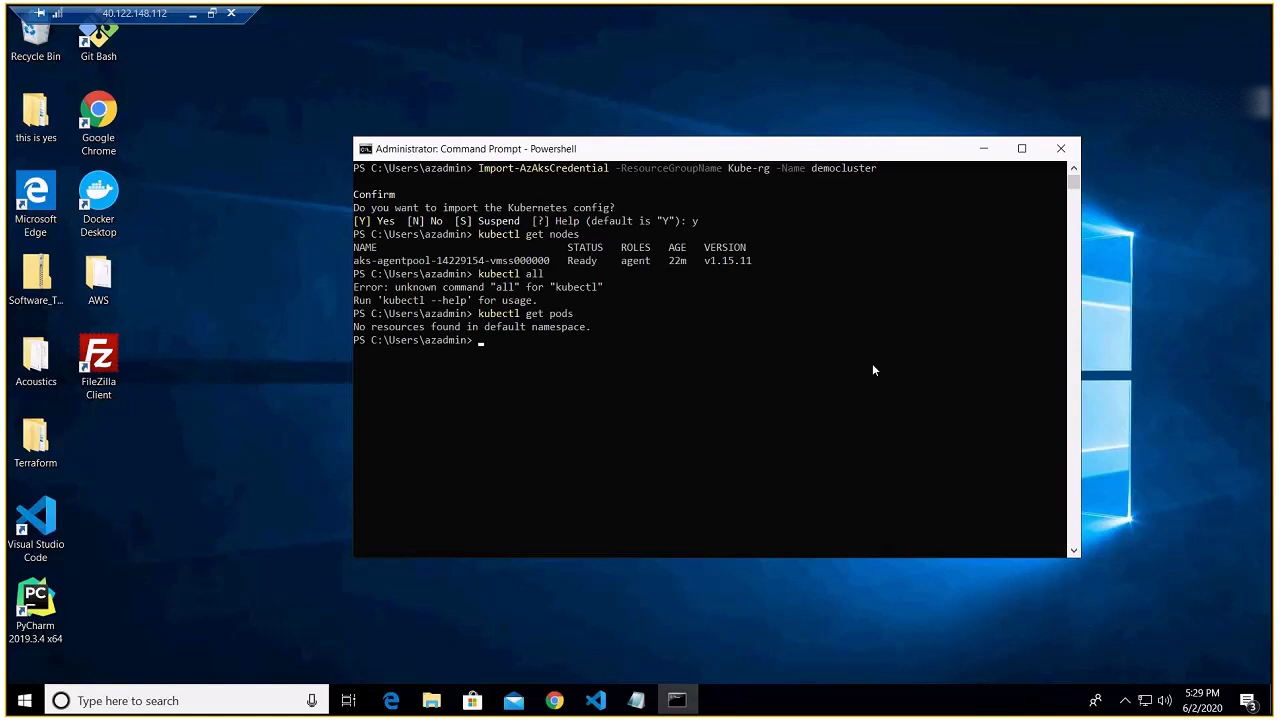 40.122.148.112
Recycle Bin
Git Bash
this is yes
Google
Chrome
Microsoft
Edge
Docker
Desktop
Software_T...
AWS
Acoustics
FileZilla
Client
Terraform
Visual Studio
Code
PC
PyCharm
2019.3.4 x64
Administrator: Command Prompt - Powershell
PS C:\Users\azadmin> Import-AzAksCredential -ResourceGroupName Kube-rg -Name democluster
Confirm
Do you want to import the Kubernetes config?
[Y] Yes [N] No [S] Suspend [?] Help (default is "Y"): y
PS C:\Users\azadmin> kubectl get nodes
NAME STATUS ROLES AGE VERSION
aks-agentpool-14229154-vmss000000 Ready agent 22m v1.15.11
PS C:\Users\azadmin> kubectl all
Error: unknown command "all" for "kubectl"
Run 'kubectl --help' for usage.
PS C:\Users\azadmin> kubectl get pods
No resources found in default namespace.
PS C:\Users\azadmin>
Type here to search
5:29 PM
6/2/2020
3